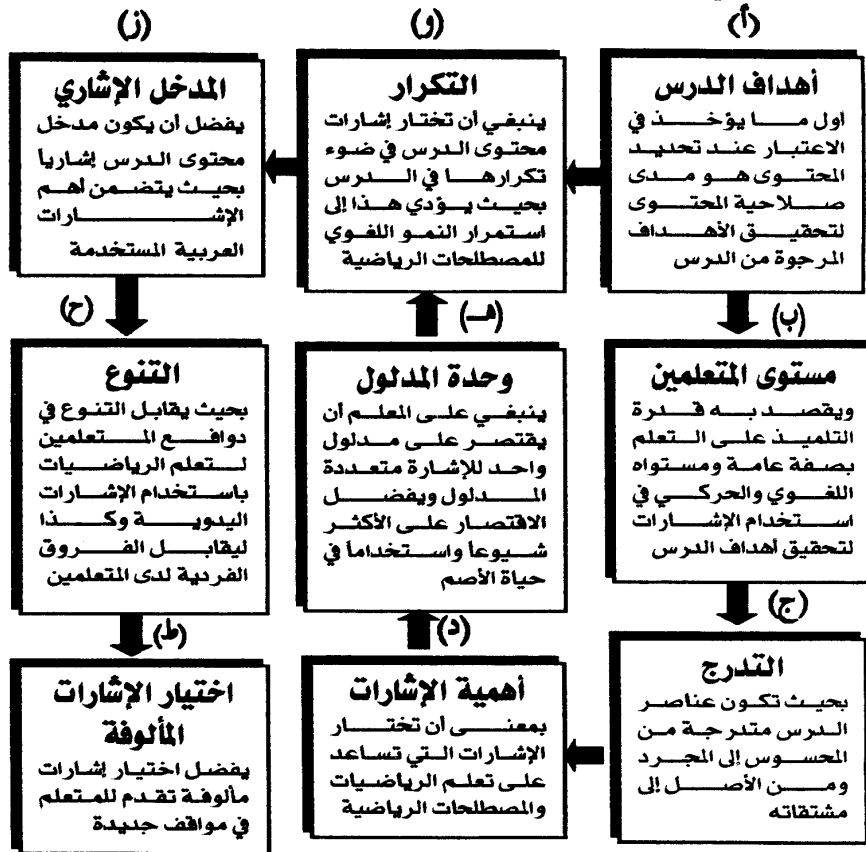 (أ)
أهداف الدرس
أول مـــا يؤخـــذ في
الاعتبار عند تحديد
المحتوى هو مدى
صلاحية المحتوى
لتحقيق الأهداف
المرجوة من الدرس
(ب)
مستوى المتعلمين
ويقصد به قدرة
التلميذ على التعلم
بصفة عامة ومستواه
اللغوي والحركي في
استخدام الإشارات
لتحقيق أهداف الدرس
(ج)
التدرج
بحيث تكون عناصر
الدرس متدرجة من
المحسوس إلى المجرد
ومن الأصل إلى
مشتقاته
(د)
أهمية الإشارات
بمعنى أن تختار
الإشارات التي تساعد
على تعلم الرياضيات
والمصطلحات الرياضية
(هـ)
وحدة المدلول
ينبغي على المعلم أن
يقتصر على مدلول
واحد للإشارة متعددة
المدلول ويفضل
الاقتصار على الأكثر
شيوعاً واستخداماً في
حياة الأصم
(و)
التكرار
ينبغي أن تختار إشارات
محتوى الدرس في ضوء
تكرارها في الدرس
بحيث يؤدي هذا إلى
استمرار النمو اللغوي
للمصطلحات الرياضية
(ز)
المدخل الإشاري
يفضل أن يكون مدخل
محتوى الدرس إشاريا
بحيث يتضمن أهم
الإشارات
العربية المستخدمة
(ح)
التنوع
بحيث يقابل التنوع في
دوافع المتعلمين
لتعلم الرياضيات
باستخدام الإشارات
اليدوية وكذا
ليقابل الفروق
الفردية لدى المتعلمين
(ط)
اختيار الإشارات
المألوفة
يفضل اختيار إشارات
مألوفة تقدم للمتعلم
في مواقف جديدة